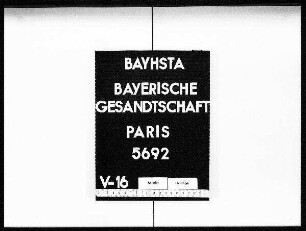 BAYHSTA
BAYERISCHE
GESANDTSCHAFT
PARIS
5692
V-16